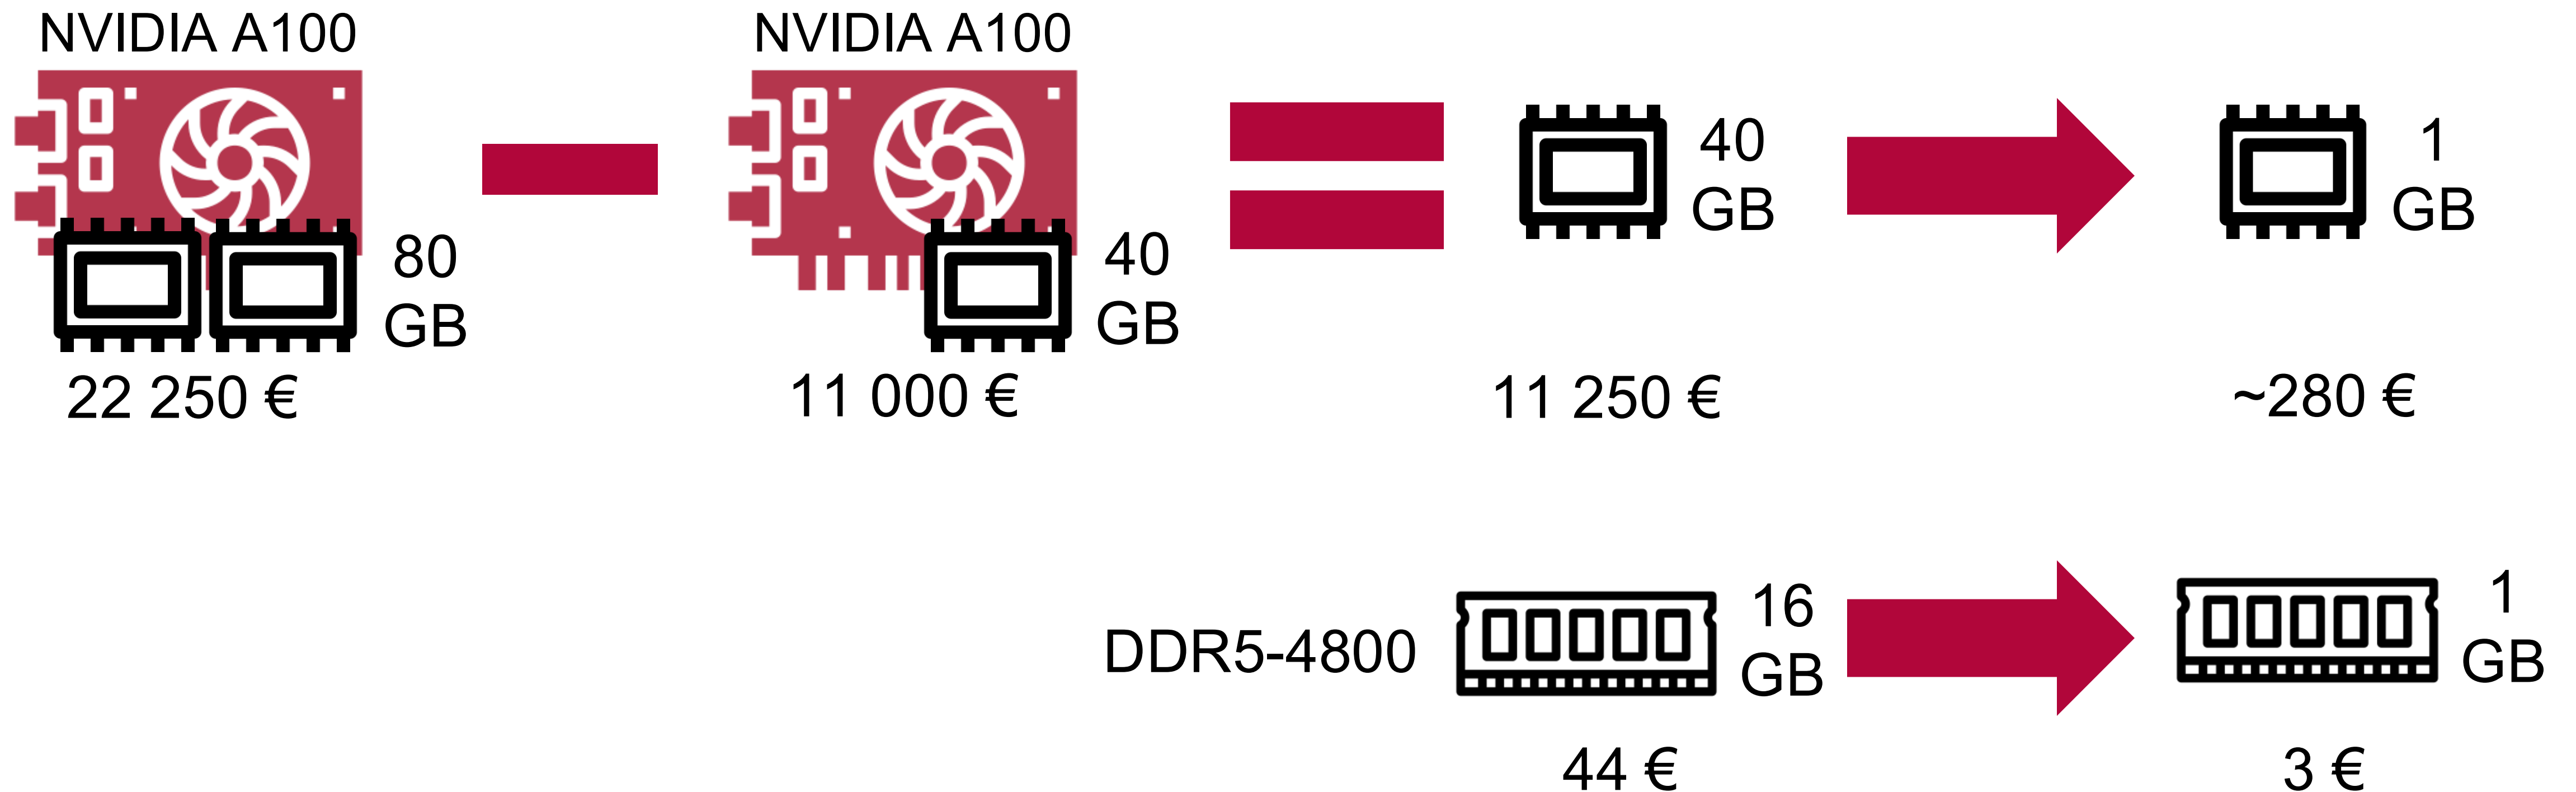 NVIDIA A100
80
GB
22 250 €
NVIDIA A100
40
GB
11 000 €
40
GB
11 250 €
1
GB
~280 €
DDR5-4800
16
GB
44 €
1
GB
3 €